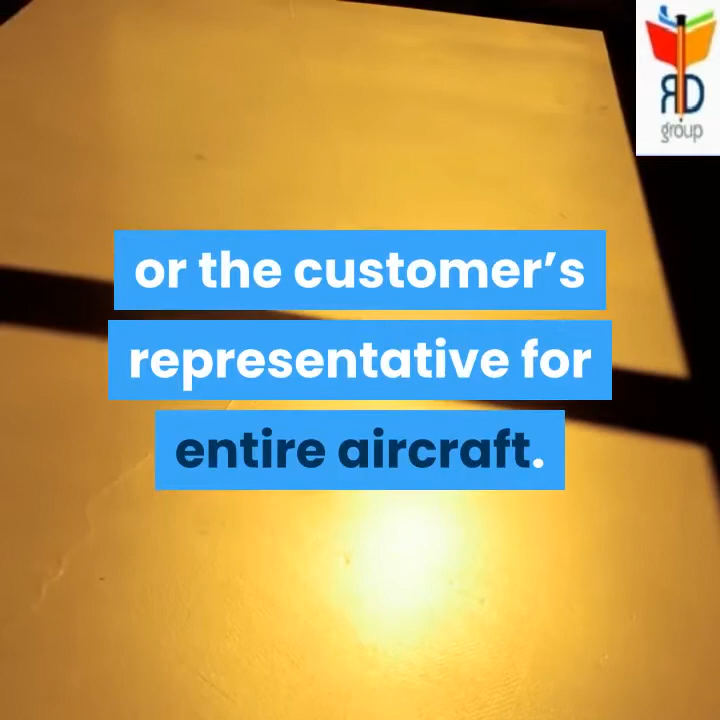 or the customer’s
representative for
entire aircraft.
RD
group